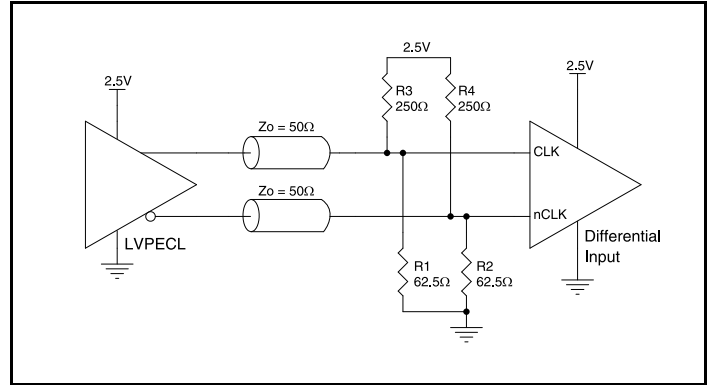 2.5V
2.5V
2.5V
R3
250Ω
R4
250Ω
Zo = 50Ω
CLK
Zo = 50Ω
nCLK
LVPECL
Differential
Input
R1
62.5Ω
R2
62.5Ω